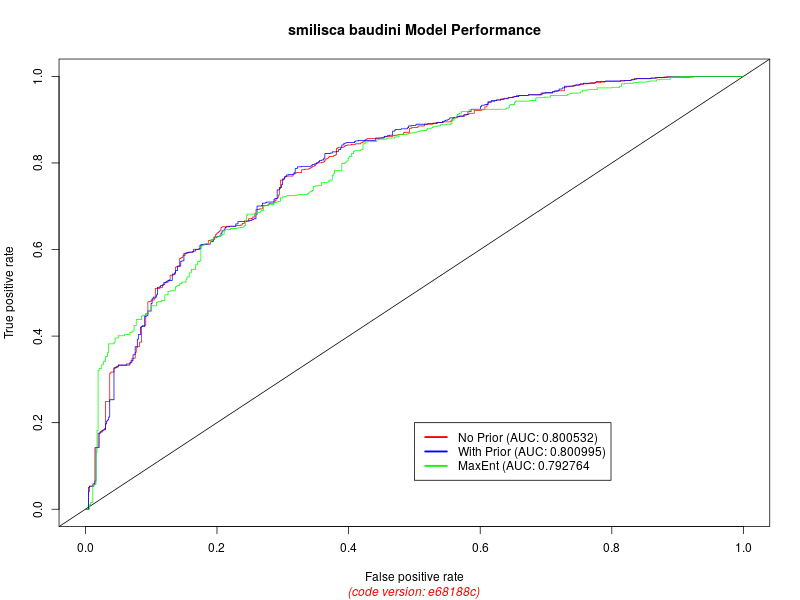 smilisca baudini Model Performance
True positive rate
1.0
0.8
0.6
0.4
0.2
0.0
No Prior (AUC: 0.800532)
With Prior (AUC: 0.800995)
MaxEnt (AUC: 0.792764
0.0 0.2 0.4 0.6 0.8 1.0
False positive rate
(code version: e68188c)